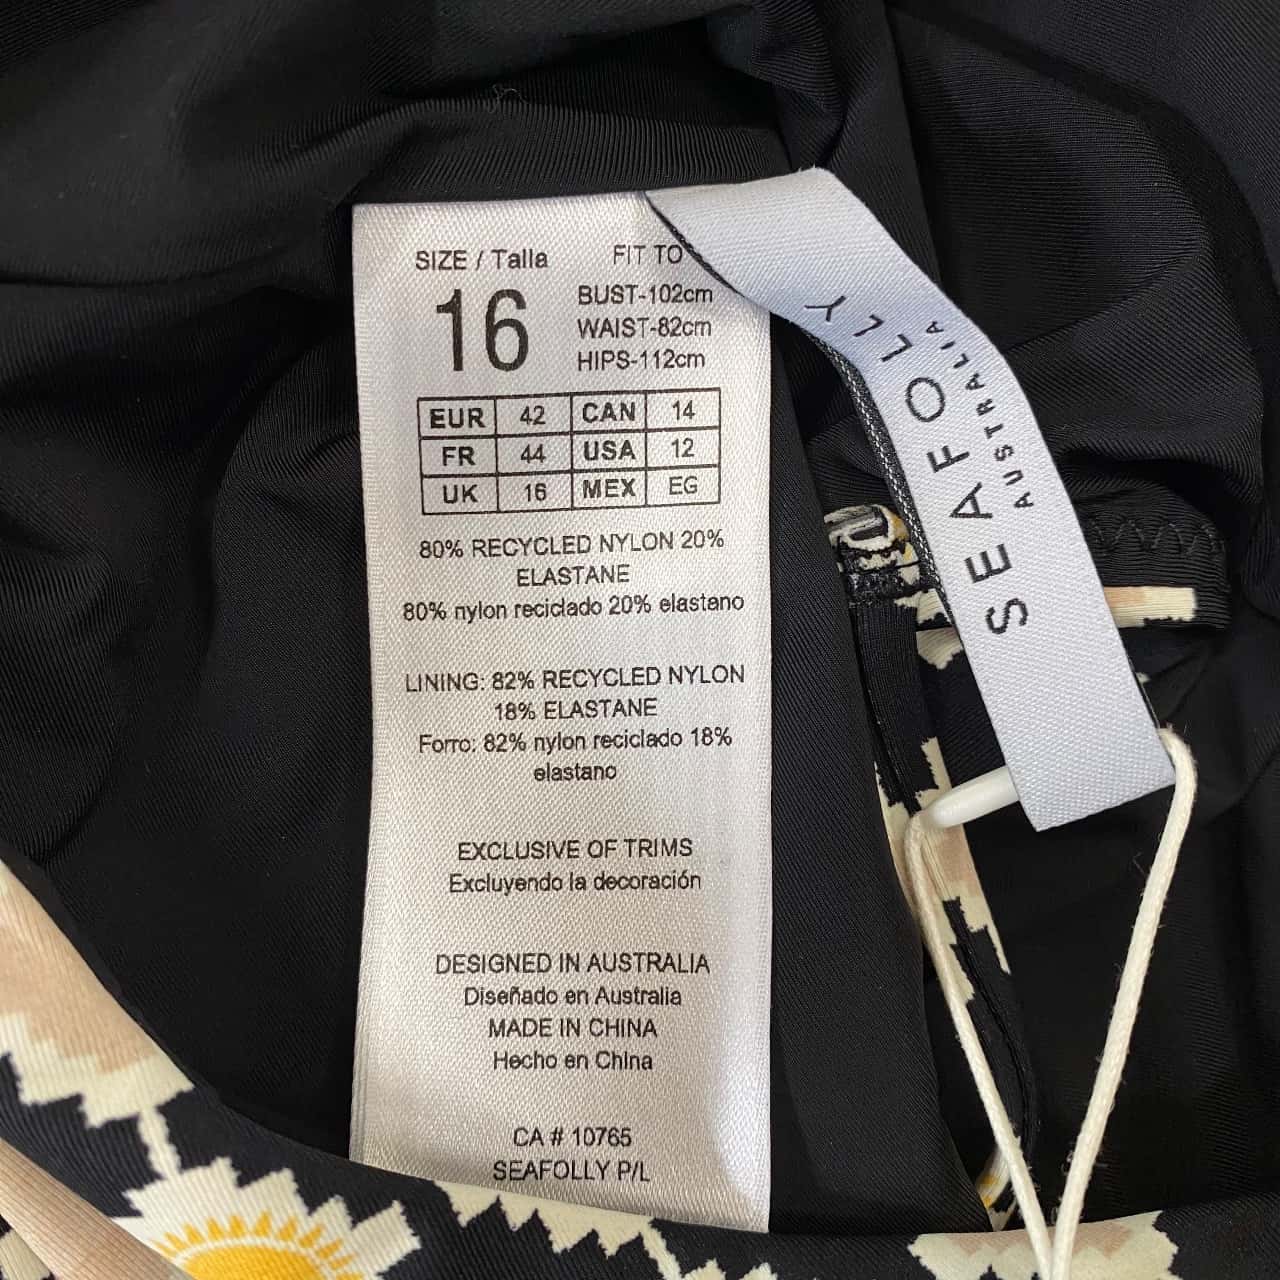 SIZE / Talla
16
FIT TO
BUST-102cm
WAIST-82cm
HIPS-112cm
EUR 42 CAN 14
FR 44 USA 12
UK 16 MEX EG
80% RECYCLED NYLON 20%
ELASTANE
80% nylon reciclado 20% elastano
LINING: 82% RECYCLED NYLON
18% ELASTANE
Forro: 82% nylon reciclado 18%
elastano
EXCLUSIVE OF TRIMS
Excluyendo la decoración
DESIGNED IN AUSTRALIA
Diseñado en Australia
MADE IN CHINA
Hecho en China
CA # 10765
SEAFOLLY P/L
SEAFOLLY
AUSTRALIA